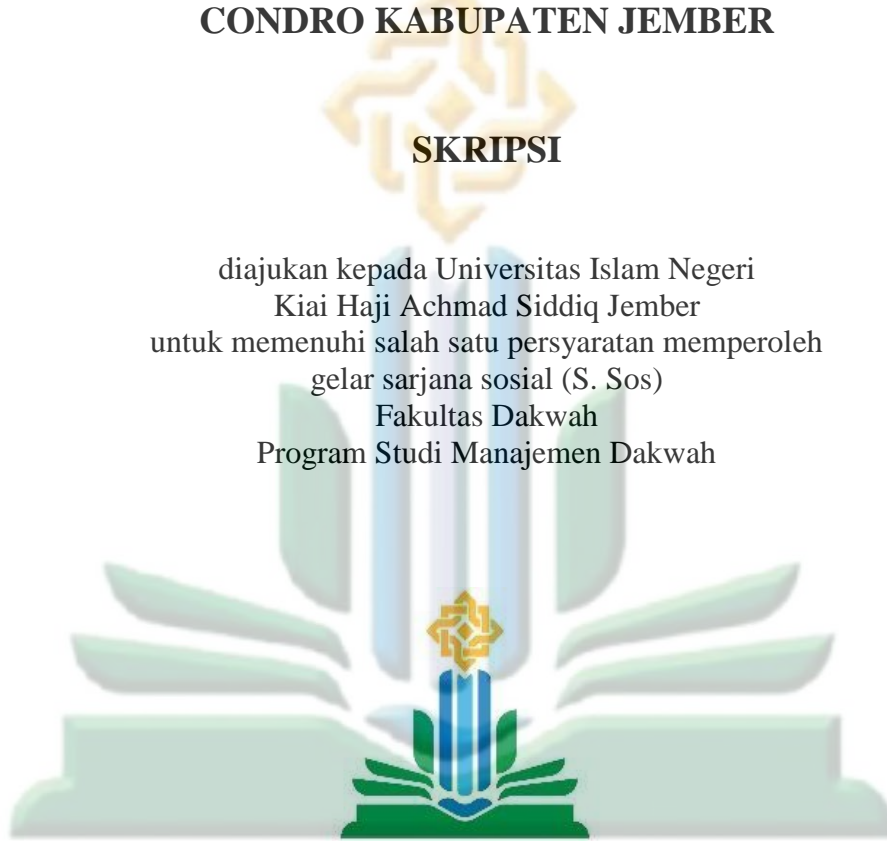 CONDRO KABUPATEN JEMBER
SKRIPSI
diajukan kepada Universitas Islam Negeri
Kiai Haji Achmad Siddiq Jember
untuk memenuhi salah satu persyaratan memperoleh
gelar sarjana sosial (S. Sos)
Fakultas Dakwah
Program Studi Manajemen Dakwah